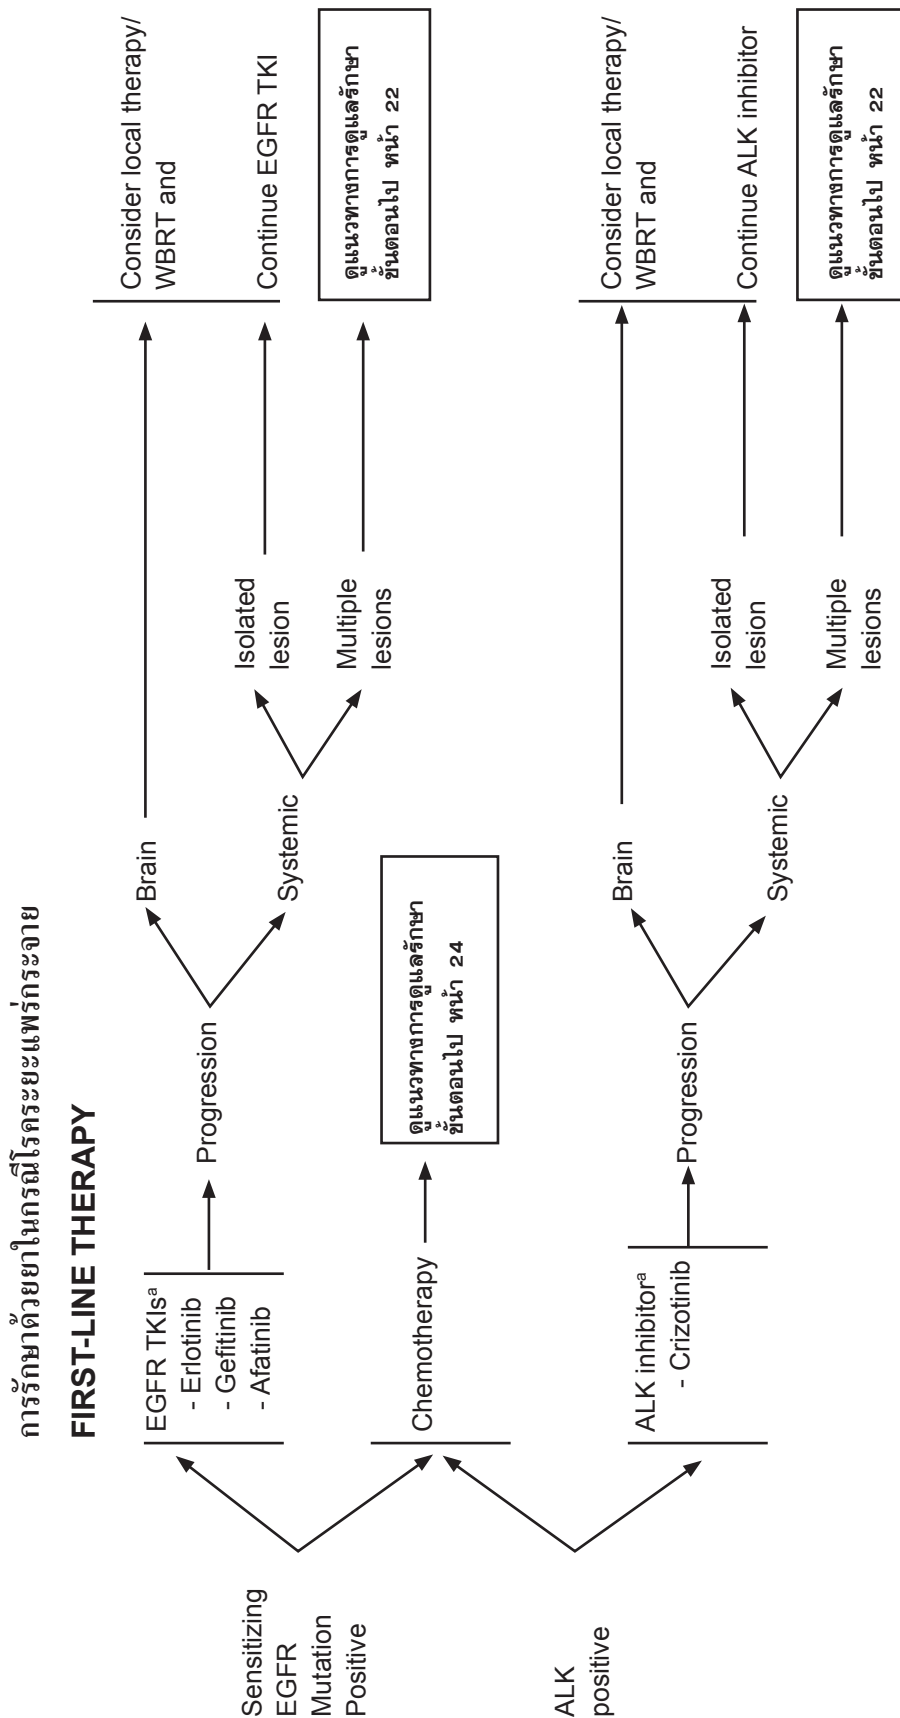 การรักษาด้วยยาในกรณีโรคระยะแพร่กระจาย
FIRST-LINE THERAPY
Sensitizing
EGFR
Mutation
Positive
EGFR TKIsᵃ
- Erlotinib
- Gefitinib
- Afatinib
Progression
Brain
Systemic
Isolated
lesion
Multiple
lesions
Consider local therapy/
WBRT and
Continue EGFR TKI
ดูแนวทางการดูแลรักษา
ขั้นตอนไป หน้า 22
Chemotherapy
ดูแนวทางการดูแลรักษา
ขั้นตอนไป หน้า 24
ALK
positive
ALK inhibitorᵃ
- Crizotinib
Progression
Brain
Systemic
Isolated
lesion
Multiple
lesions
Consider local therapy/
WBRT and
Continue ALK inhibitor
ดูแนวทางการดูแลรักษา
ขั้นตอนไป หน้า 22